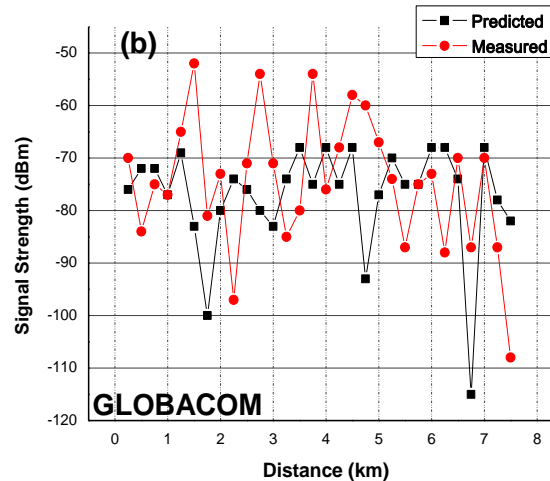 (b)
Predicted
Measured
Signal Strength (dBm)
-50
-60
-70
-80
-90
-100
-110
-120
GLOBACOM
0 1 2 3 4 5 6 7 8
Distance (km)